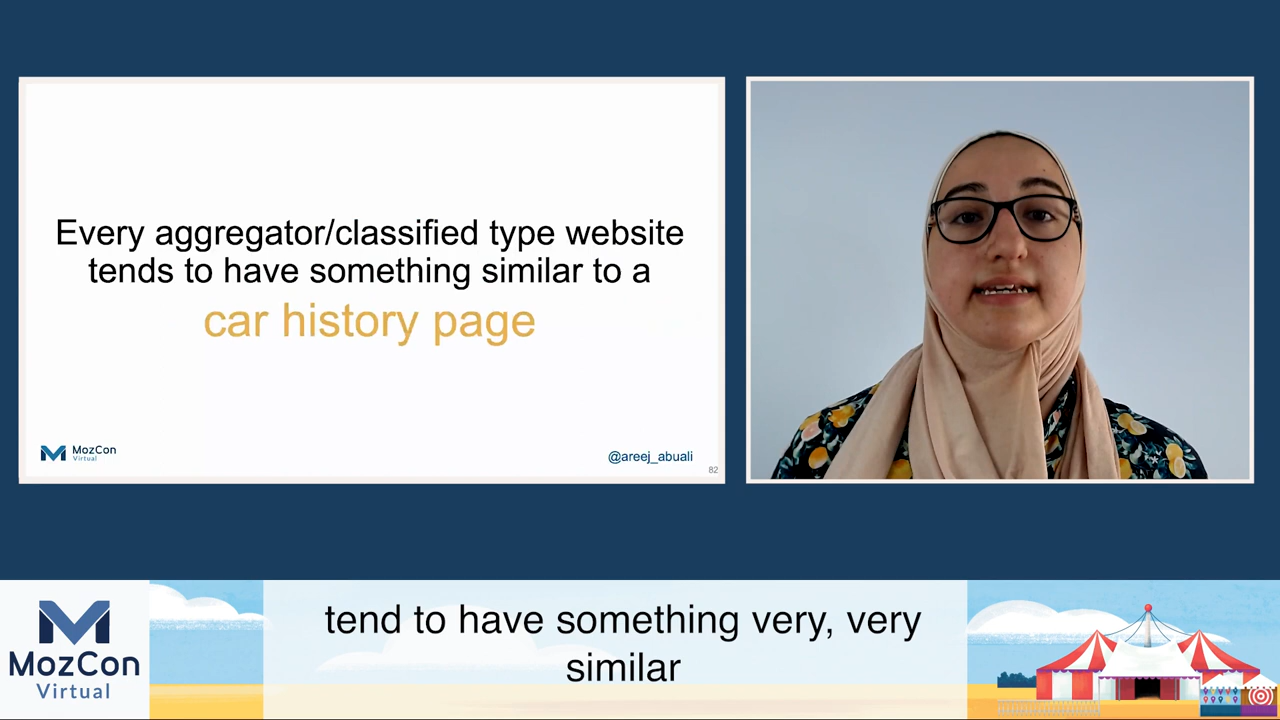 Every aggregator/classified type website
tends to have something similar to a
car history page
MozCon
Virtual
@areej_abuali
82
tend to have something very, very
similar
MozCon
Virtual